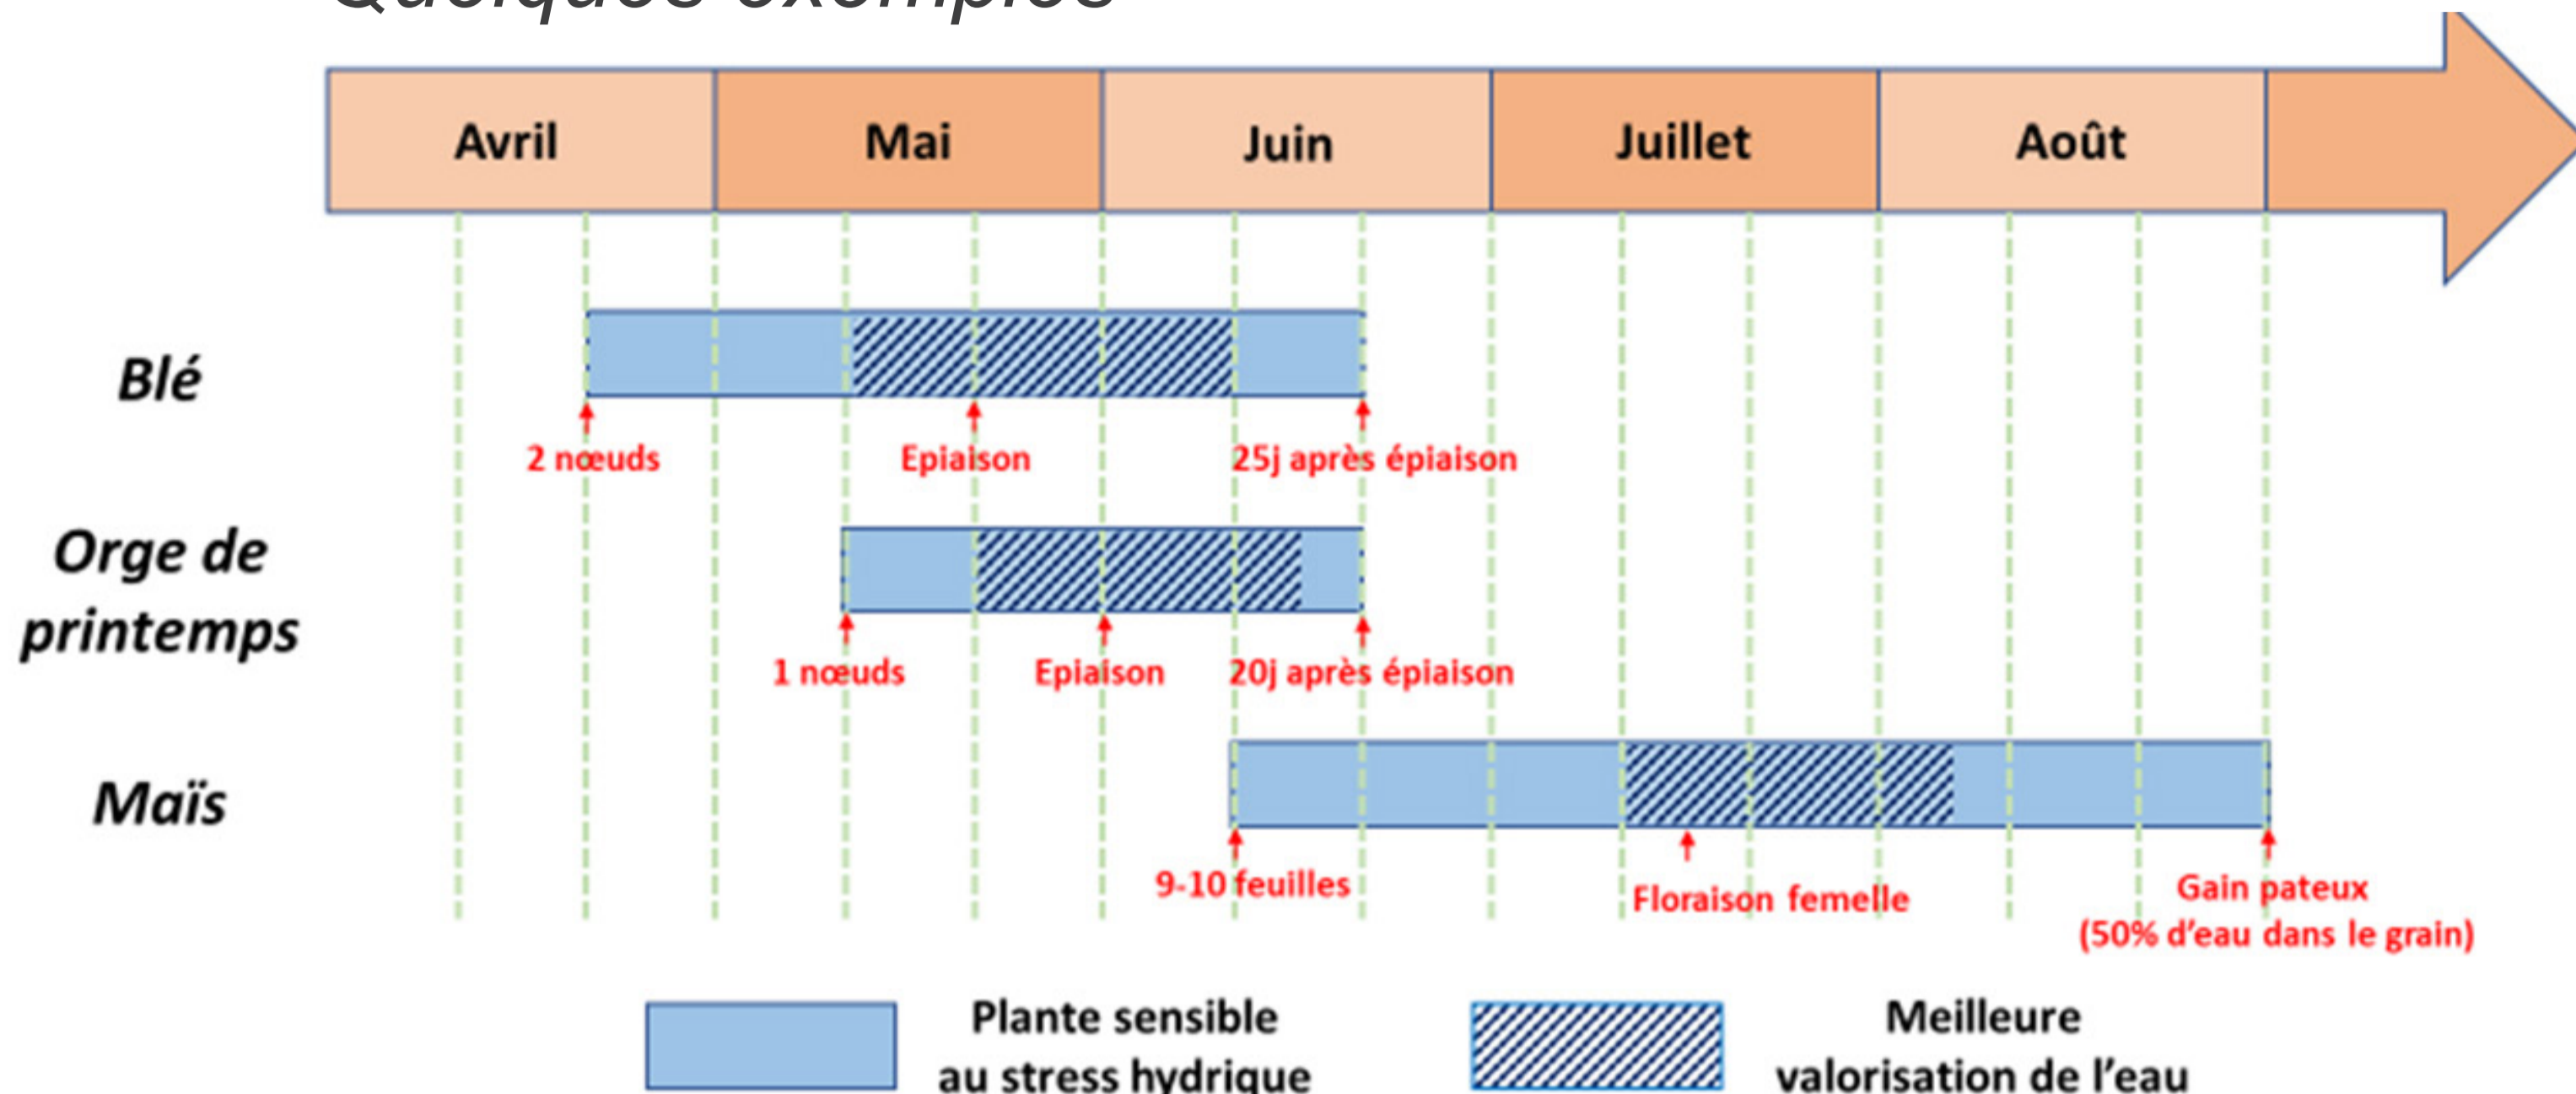 Quelques exemples
Avril
Mai
Juin
Juillet
Août
Blé
2 nœuds
Epiaison
25j après épiaison
Orge de
printemps
1 nœuds
Epiaison
20j après épiaison
Maïs
9-10 feuilles
Floraison femelle
Gain pateux
(50% d'eau dans le grain)
Plante sensible
au stress hydrique
Meilleure
valorisation de l'eau